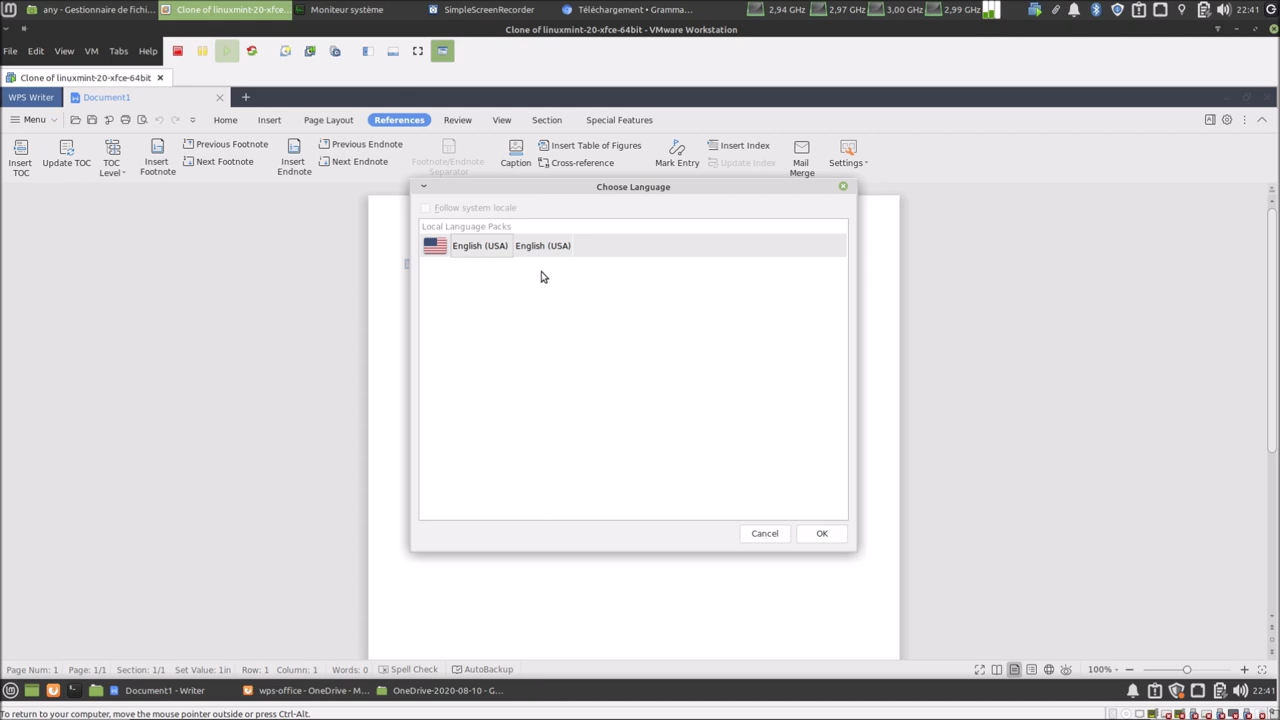 any - Gestionnaire de fichi...
Clone of linuxmint-20-xfce...
Moniteur système
SimpleScreenRecorder
Téléchargement • Gramma...
2,94 GHz
2,97 GHz
3,00 GHz
2,99 GHz
22:41
Clone of linuxmint-20-xfce-64bit - VMware Workstation
File Edit View VM Tabs Help
Clone of linuxmint-20-xfce-64bit
WPS Writer
Document1
Menu
Home
Insert
Page Layout
References
Review
View
Section
Special Features
Insert TOC
Update TOC
TOC Level
Insert Footnote
Previous Footnote
Next Footnote
Insert Endnote
Previous Endnote
Next Endnote
Footnote/Endnote Separator
Caption
Insert Table of Figures
Cross-reference
Mark Entry
Insert Index
Update Index
Mail Merge
Settings
Choose Language
Follow system locale
Local Language Packs
English (USA) English (USA)
Cancel
OK
Page Num: 1 Page: 1/1 Section: 1/1 Set Value: 1in Row: 1 Column: 1 Words: 0 Spell Check AutoBackup
100%
Document1 - Writer
wps-office - OneDrive - M...
OneDrive-2020-08-10 - G...
22:41
To return to your computer, move the mouse pointer outside or press Ctrl-Alt.